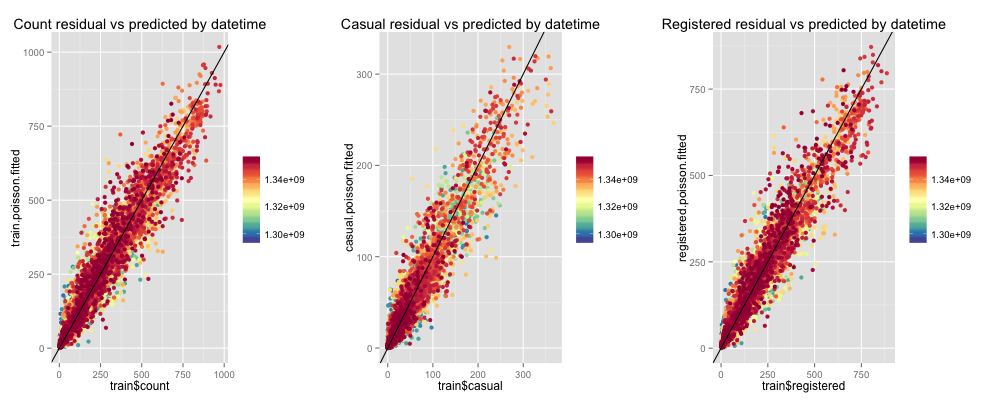 Count residual vs predicted by datetime
train.poisson.fitted
1000
750
500
250
0
0
250
500
750
1000
train$count
1.34e+09
1.32e+09
1.30e+09
Casual residual vs predicted by datetime
casual.poisson.fitted
300
200
100
0
0
100
200
300
train$casual
1.34e+09
1.32e+09
1.30e+09
Registered residual vs predicted by datetime
registered.poisson.fitted
750
500
250
0
0
250
500
750
train$registered
1.34e+09
1.32e+09
1.30e+09